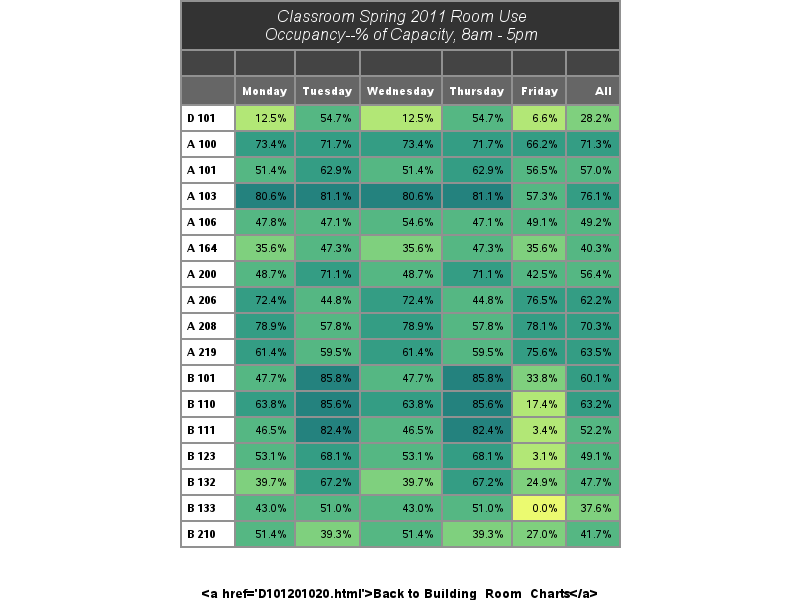 Classroom Spring 2011 Room Use
Occupancy--% of Capacity, 8am - 5pm
Monday Tuesday Wednesday Thursday Friday All
D 101 12.5% 54.7% 12.5% 54.7% 6.6% 28.2%
A 100 73.4% 71.7% 73.4% 71.7% 66.2% 71.3%
A 101 51.4% 62.9% 51.4% 62.9% 56.5% 57.0%
A 103 80.6% 81.1% 80.6% 81.1% 57.3% 76.1%
A 106 47.8% 47.1% 54.6% 47.1% 49.1% 49.2%
A 164 35.6% 47.3% 35.6% 47.3% 35.6% 40.3%
A 200 48.7% 71.1% 48.7% 71.1% 42.5% 56.4%
A 206 72.4% 44.8% 72.4% 44.8% 76.5% 62.2%
A 208 78.9% 57.8% 78.9% 57.8% 78.1% 70.3%
A 219 61.4% 59.5% 61.4% 59.5% 75.6% 63.5%
B 101 47.7% 85.8% 47.7% 85.8% 33.8% 60.1%
B 110 63.8% 85.6% 63.8% 85.6% 17.4% 63.2%
B 111 46.5% 82.4% 46.5% 82.4% 3.4% 52.2%
B 123 53.1% 68.1% 53.1% 68.1% 3.1% 49.1%
B 132 39.7% 67.2% 39.7% 67.2% 24.9% 47.7%
B 133 43.0% 51.0% 43.0% 51.0% 0.0% 37.6%
B 210 51.4% 39.3% 51.4% 39.3% 27.0% 41.7%
<a href='D101201020.html'>Back to Building_Room_Charts</a>